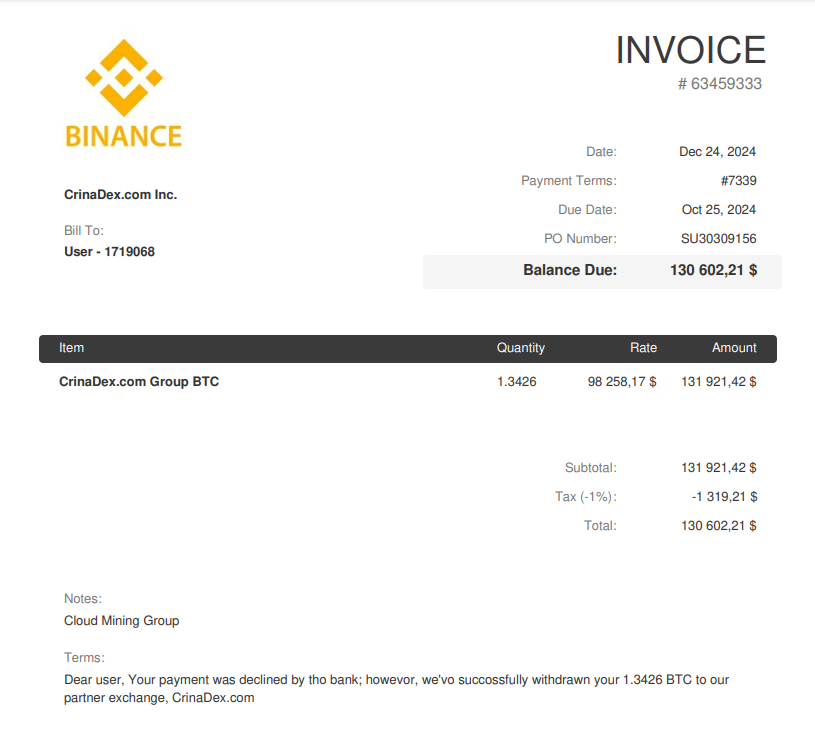 INVOICE
# 63459333
BINANCE
Date: Dec 24, 2024
CrinaDex.com Inc.
Payment Terms: #7339
Due Date: Oct 25, 2024
Bill To:
User - 1719068
PO Number: SU30309156
Balance Due: 130 602,21 $
Item Quantity Rate Amount
CrinaDex.com Group BTC 1.3426 98 258,17 $ 131 921,42 $
Subtotal: 131 921,42 $
Tax (-1%): -1 319,21 $
Total: 130 602,21 $
Notes:
Cloud Mining Group
Terms:
Dear user, Your payment was declined by tho bank; howevor, we'vo succossfully withdrawn your 1.3426 BTC to our
partner exchange, CrinaDex.com